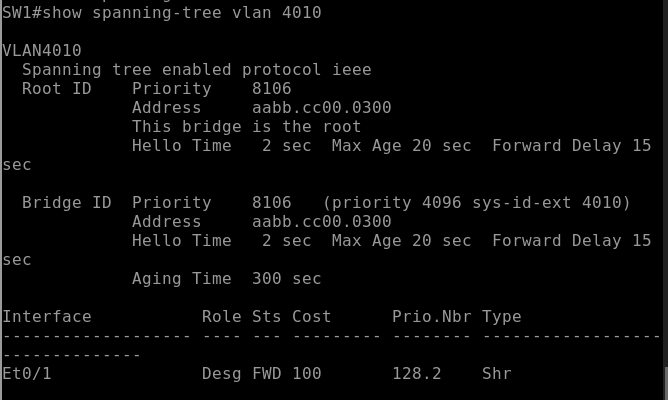 SW1#show spanning-tree vlan 4010

VLAN4010
  Spanning tree enabled protocol ieee
  Root ID    Priority    8106
             Address     aabb.cc00.0300
             This bridge is the root
             Hello Time   2 sec  Max Age 20 sec  Forward Delay 15
sec

  Bridge ID  Priority    8106   (priority 4096 sys-id-ext 4010)
             Address     aabb.cc00.0300
             Hello Time   2 sec  Max Age 20 sec  Forward Delay 15
sec
             Aging Time  300 sec

Interface           Role Sts Cost      Prio.Nbr Type
------------------- ---- --- --------- -------- ------------------
--------------
Et0/1               Desg FWD 100       128.2    Shr